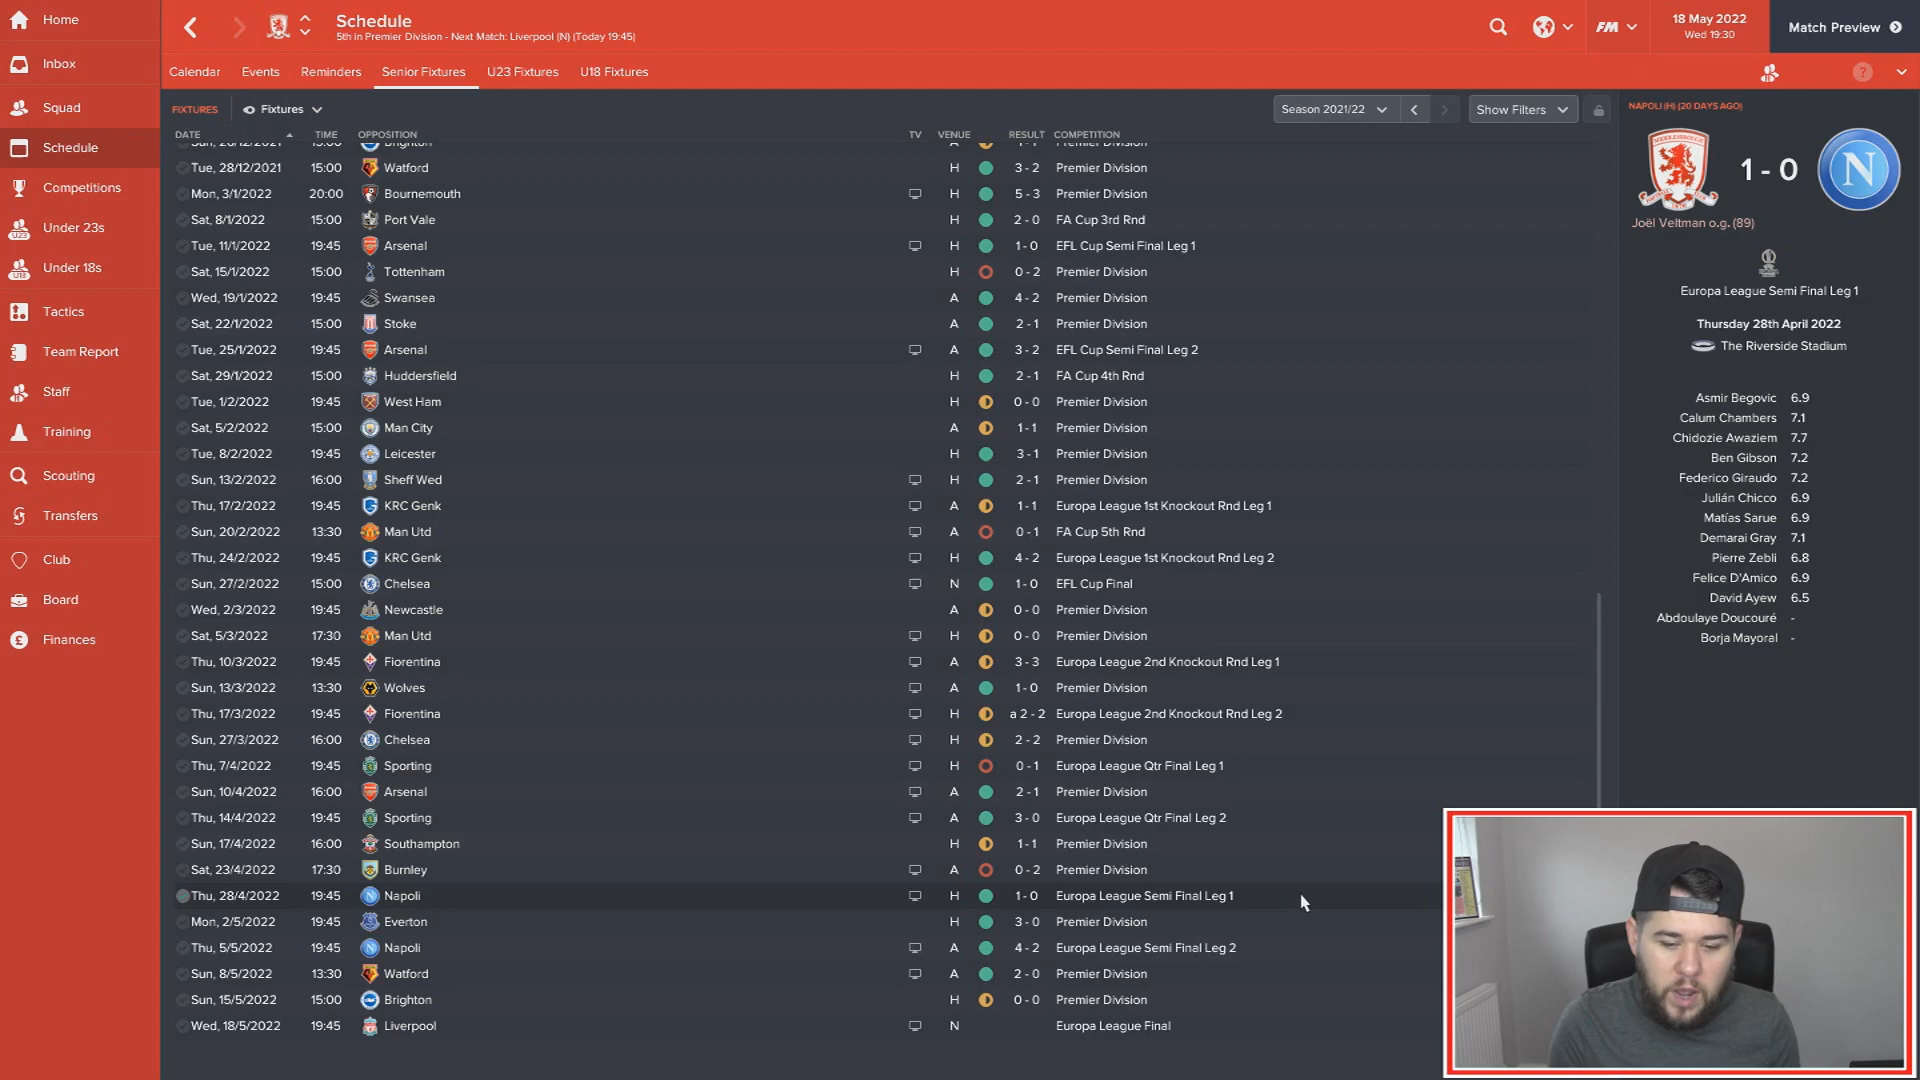 Home
Inbox
Squad
Schedule
Competitions
Under 23s
Under 18s
Tactics
Team Report
Staff
Training
Scouting
Transfers
Club
Board
Finances
Schedule
5th in Premier Division - Next Match: Liverpool (N) (Today 19:45)
FM
18 May 2022
Wed 19:30
Match Preview
Calendar Events Reminders Senior Fixtures U23 Fixtures U18 Fixtures
FIXTURES Fixtures Season 2021/22 Show Filters
DATE TIME OPPOSITION TV VENUE RESULT COMPETITION
Sun, 26/12/2021 15:00 Brighton A 1-1 Premier Division
Tue, 28/12/2021 15:00 Watford H 3 - 2 Premier Division
Mon, 3/1/2022 20:00 Bournemouth H 5 - 3 Premier Division
Sat, 8/1/2022 15:00 Port Vale H 2 - 0 FA Cup 3rd Rnd
Tue, 11/1/2022 19:45 Arsenal H 1 - 0 EFL Cup Semi Final Leg 1
Sat, 15/1/2022 15:00 Tottenham H 0 - 2 Premier Division
Wed, 19/1/2022 19:45 Swansea A 4 - 2 Premier Division
Sat, 22/1/2022 15:00 Stoke A 2 - 1 Premier Division
Tue, 25/1/2022 19:45 Arsenal A 3 - 2 EFL Cup Semi Final Leg 2
Sat, 29/1/2022 15:00 Huddersfield H 2 - 1 FA Cup 4th Rnd
Tue, 1/2/2022 19:45 West Ham H 0 - 0 Premier Division
Sat, 5/2/2022 15:00 Man City A 1 - 1 Premier Division
Tue, 8/2/2022 19:45 Leicester H 3 - 1 Premier Division
Sun, 13/2/2022 16:00 Sheff Wed H 2 - 1 Premier Division
Thu, 17/2/2022 19:45 KRC Genk A 1 - 1 Europa League 1st Knockout Rnd Leg 1
Sun, 20/2/2022 13:30 Man Utd A 0 - 1 FA Cup 5th Rnd
Thu, 24/2/2022 19:45 KRC Genk H 4 - 2 Europa League 1st Knockout Rnd Leg 2
Sun, 27/2/2022 15:00 Chelsea N 1 - 0 EFL Cup Final
Wed, 2/3/2022 19:45 Newcastle A 0 - 0 Premier Division
Sat, 5/3/2022 17:30 Man Utd H 0 - 0 Premier Division
Thu, 10/3/2022 19:45 Fiorentina A 3 - 3 Europa League 2nd Knockout Rnd Leg 1
Sun, 13/3/2022 13:30 Wolves A 1 - 0 Premier Division
Thu, 17/3/2022 19:45 Fiorentina H a 2 - 2 Europa League 2nd Knockout Rnd Leg 2
Sun, 27/3/2022 16:00 Chelsea H 2 - 2 Premier Division
Thu, 7/4/2022 19:45 Sporting H 0 - 1 Europa League Qtr Final Leg 1
Sun, 10/4/2022 16:00 Arsenal A 2 - 1 Premier Division
Thu, 14/4/2022 19:45 Sporting A 3 - 0 Europa League Qtr Final Leg 2
Sun, 17/4/2022 16:00 Southampton H 1 - 1 Premier Division
Sat, 23/4/2022 17:30 Burnley A 0 - 2 Premier Division
Thu, 28/4/2022 19:45 Napoli H 1 - 0 Europa League Semi Final Leg 1
Mon, 2/5/2022 19:45 Everton H 3 - 0 Premier Division
Thu, 5/5/2022 19:45 Napoli A 4 - 2 Europa League Semi Final Leg 2
Sun, 8/5/2022 13:30 Watford A 2 - 0 Premier Division
Sun, 15/5/2022 15:00 Brighton H 0 - 0 Premier Division
Wed, 18/5/2022 19:45 Liverpool N Europa League Final
NAPOLI (H) (20 DAYS AGO)
1 - 0
N
Joël Veltman o.g. (89)
Europa League Semi Final Leg 1
Thursday 28th April 2022
The Riverside Stadium
Asmir Begovic 6.9
Calum Chambers 7.1
Chidozie Awaziem 7.7
Ben Gibson 7.2
Federico Giraudo 7.2
Julián Chicco 6.9
Matías Sarue 6.9
Demarai Gray 7.1
Pierre Zebli 6.8
Felice D'Amico 6.9
David Ayew 6.5
Abdoulaye Doucouré -
Borja Mayoral -